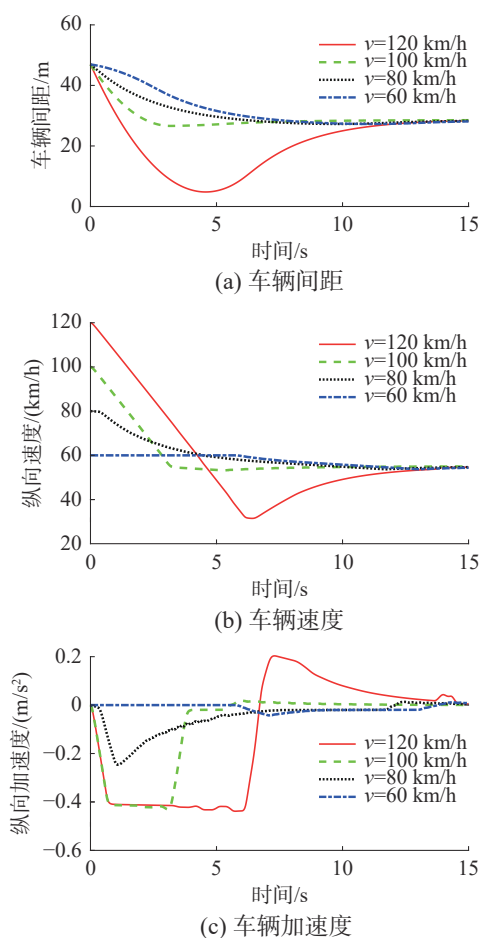 60
40
20
0
车辆间距/m
v=120 km/h
v=100 km/h
v=80 km/h
v=60 km/h
0 5 10 15
时间/s
(a) 车辆间距
120
100
80
60
40
20
纵向速度/(km/h)
v=120 km/h
v=100 km/h
v=80 km/h
v=60 km/h
0 5 10 15
时间/s
(b) 车辆速度
0.2
0
−0.2
−0.4
−0.6
纵向加速度/(m/s²)
v=120 km/h
v=100 km/h
v=80 km/h
v=60 km/h
0 5 10 15
时间/s
(c) 车辆加速度